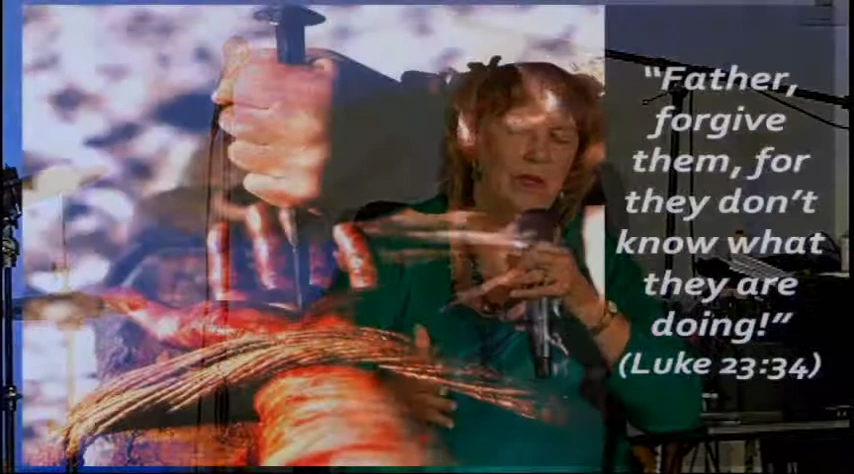 “Father,
forgive
them, for
they don’t
know what
they are
doing!”
(Luke 23:34)